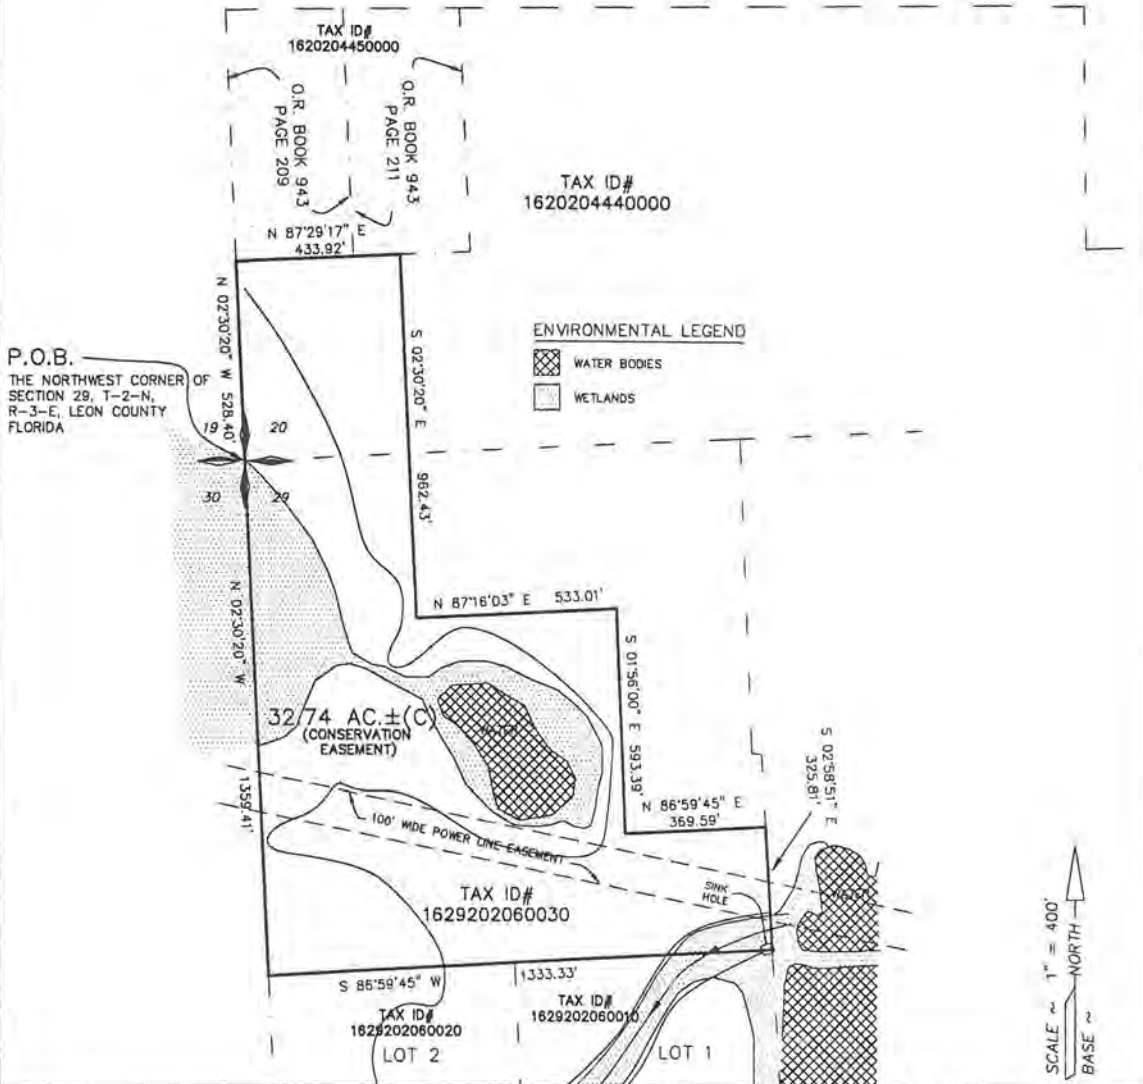 TAX ID#
1620204450000
O.R. BOOK 943
PAGE 209
O.R. BOOK 943
PAGE 211
TAX ID#
1620204440000
N 87°29'17" E
433.92'
N 02°30'20" W 528.40'
S 02°30'20" E 962.43'
ENVIRONMENTAL LEGEND
WATER BODIES
WETLANDS
P.O.B.
THE NORTHWEST CORNER OF
SECTION 29, T-2-N,
R-3-E, LEON COUNTY
FLORIDA
19 20
30 29
N 02°30'20" W
1359.41'
N 87°16'03" E 533.01'
S 01°56'00" E 593.39'
32.74 AC.±(C)
(CONSERVATION
EASEMENT)
N 86°59'45" E
369.59'
S 02°58'51" E
325.81'
100' WIDE POWER LINE EASEMENT
SINK
HOLE
TAX ID#
1629202060030
S 86°59'45" W
1333.33'
TAX ID#
1629202060020
LOT 2
TAX ID#
1629202060010
LOT 1
SCALE ~ 1" = 400'
BASE ~ NORTH